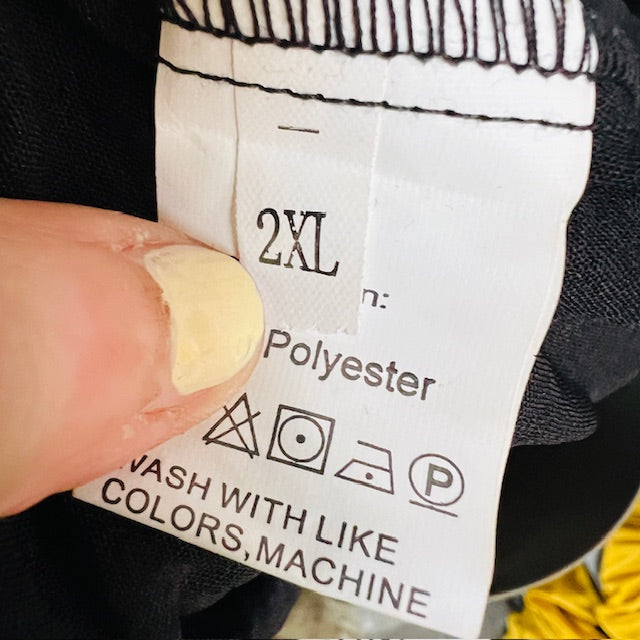 2XL
n:
Polyester
P
WASH WITH LIKE
COLORS, MACHINE